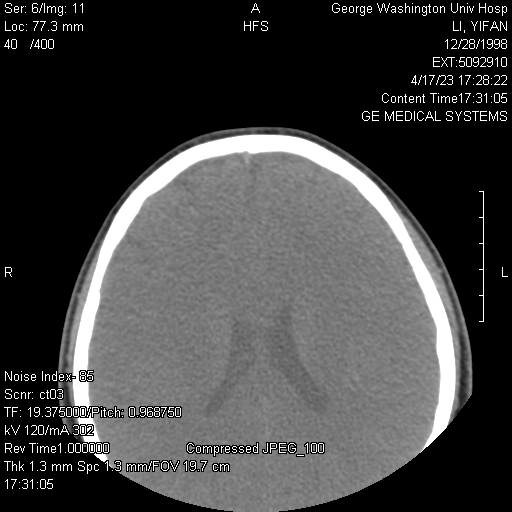 Ser: 6/Img: 11
Loc: 77.3 mm
40 /400
A
HFS
George Washington Univ Hosp
LI, YIFAN
12/28/1998
EXT:5092910
4/17/23 17:28:22
Content Time17:31:05
GE MEDICAL SYSTEMS
R
L
Noise Index- 85
Scnr: ct03
TF: 19.375000/Pitch: 0.968750
kV 120/mA 302
Rev Time1.000000
Compressed JPEG_100
Thk 1.3 mm Spc 1.3 mm/FOV 19.7 cm
17:31:05